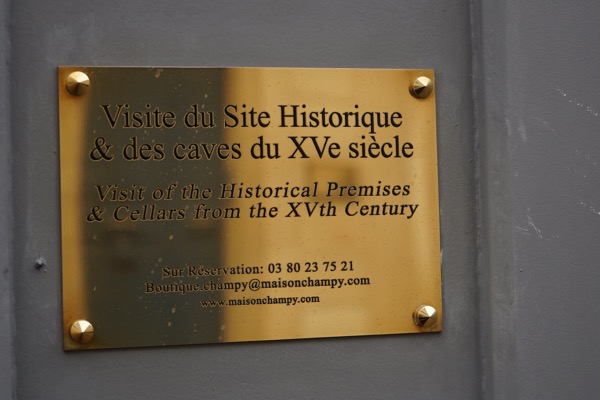 Visite du Site Historique
& des caves du XVe siècle
Visit of the Historical Premises
& Cellars from the XVth Century
Sur Réservation: 03 80 23 75 21
Boutique.champy@maisonchampy.com
www.maisonchampy.com